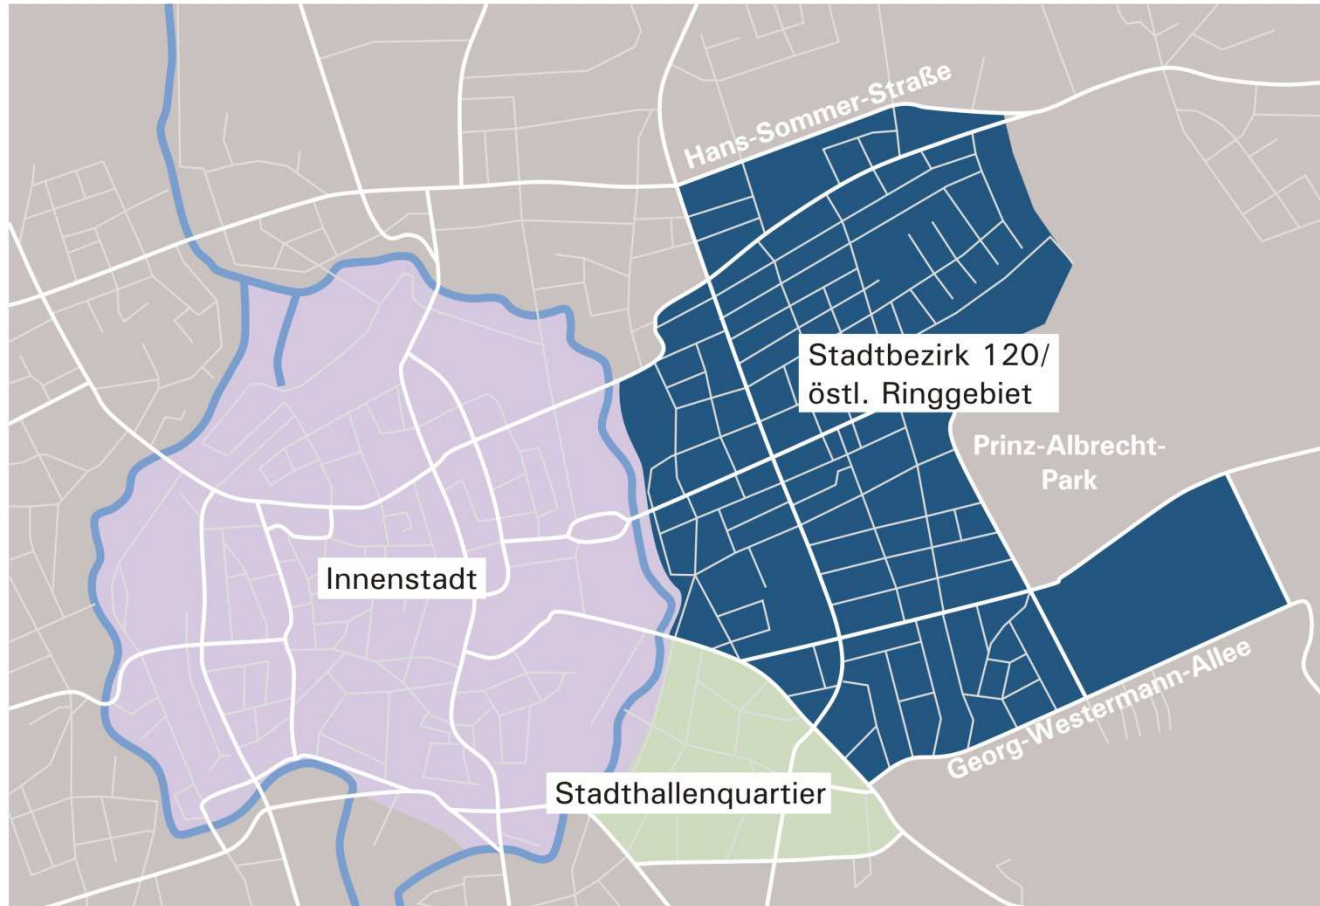 Hans-Sommer-Straße
Stadtbezirk 120/
östl. Ringgebiet
Prinz-Albrecht-
Park
Innenstadt
Georg-Westermann-Allee
Stadthallenquartier